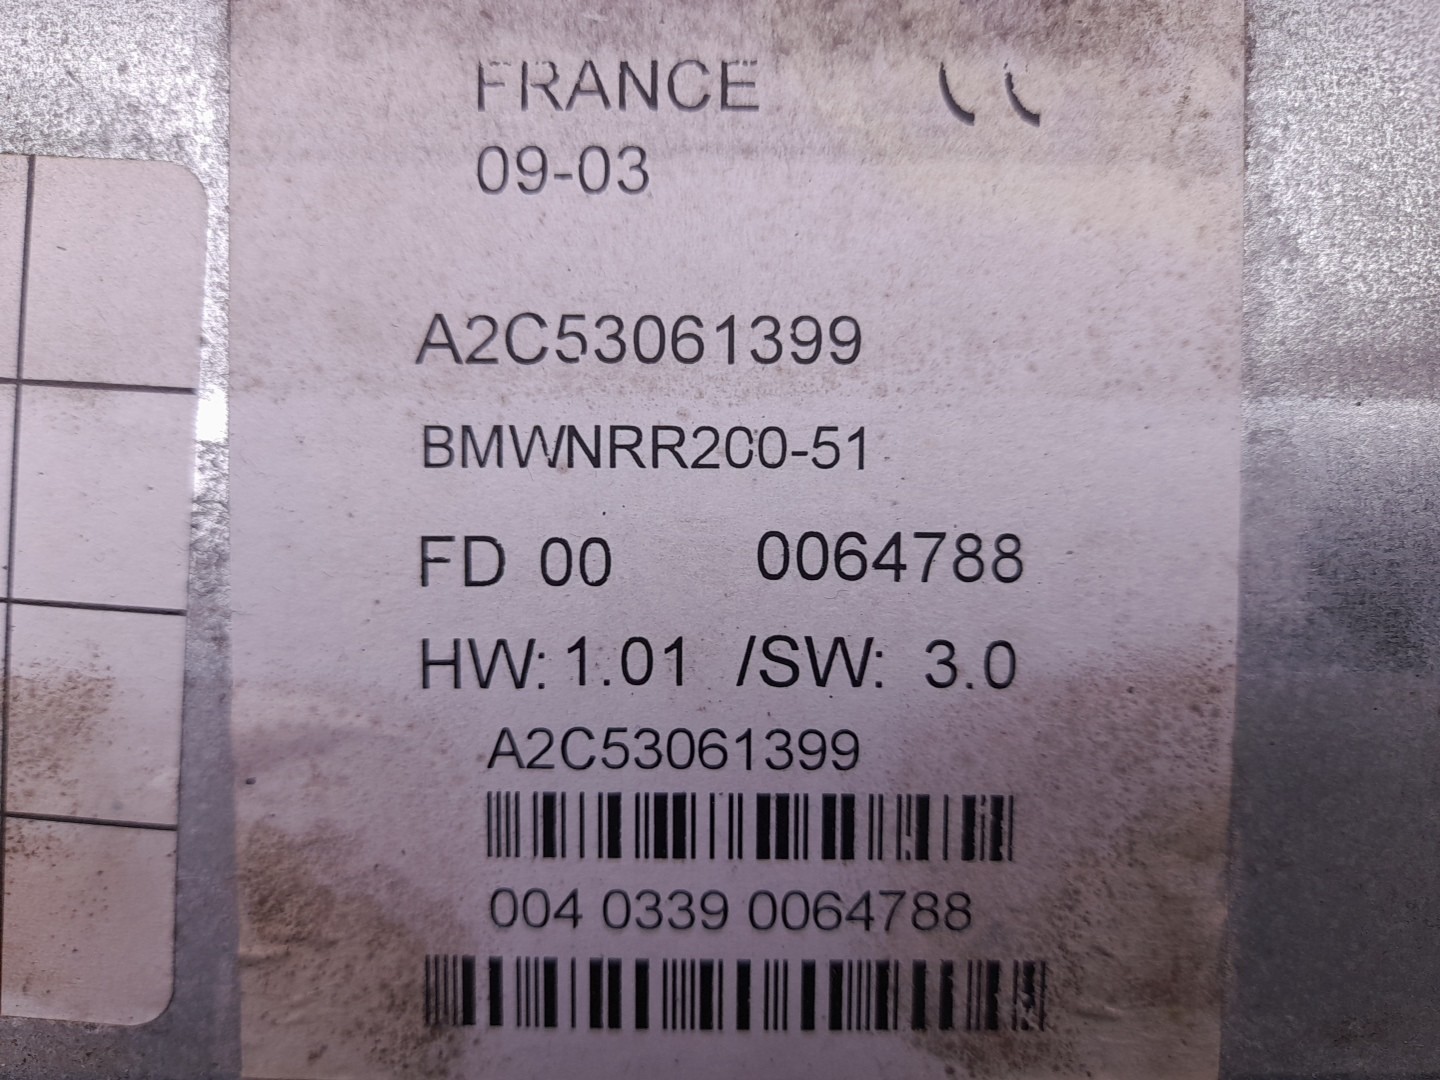 FRANCE
09-03
A2C53061399
BMWNRR200-51
FD 00 0064788
HW: 1.01 /SW: 3.0
A2C53061399
004 0339 0064788